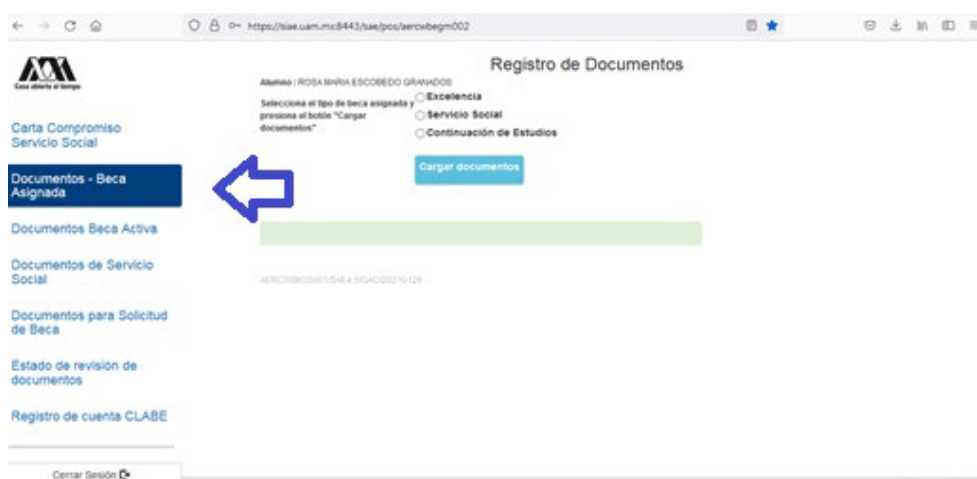 https://siae.uam.mx:8443/sae/pos/aerowbegm002
Casa abierta al tiempo
Carta Compromiso
Servicio Social
Documentos - Beca
Asignada
Documentos Beca Activa
Documentos de Servicio
Social
Documentos para Solicitud
de Beca
Estado de revisión de
documentos
Registro de cuenta CLABE
Cerrar Sesión
Registro de Documentos
Alumno : ROSA MARIA ESCOBEDO GRANADOS
Selecciona el tipo de beca asignada y
presiona el botón "Cargar
documentos"
Excelencia
Servicio Social
Continuación de Estudios
Cargar documentos